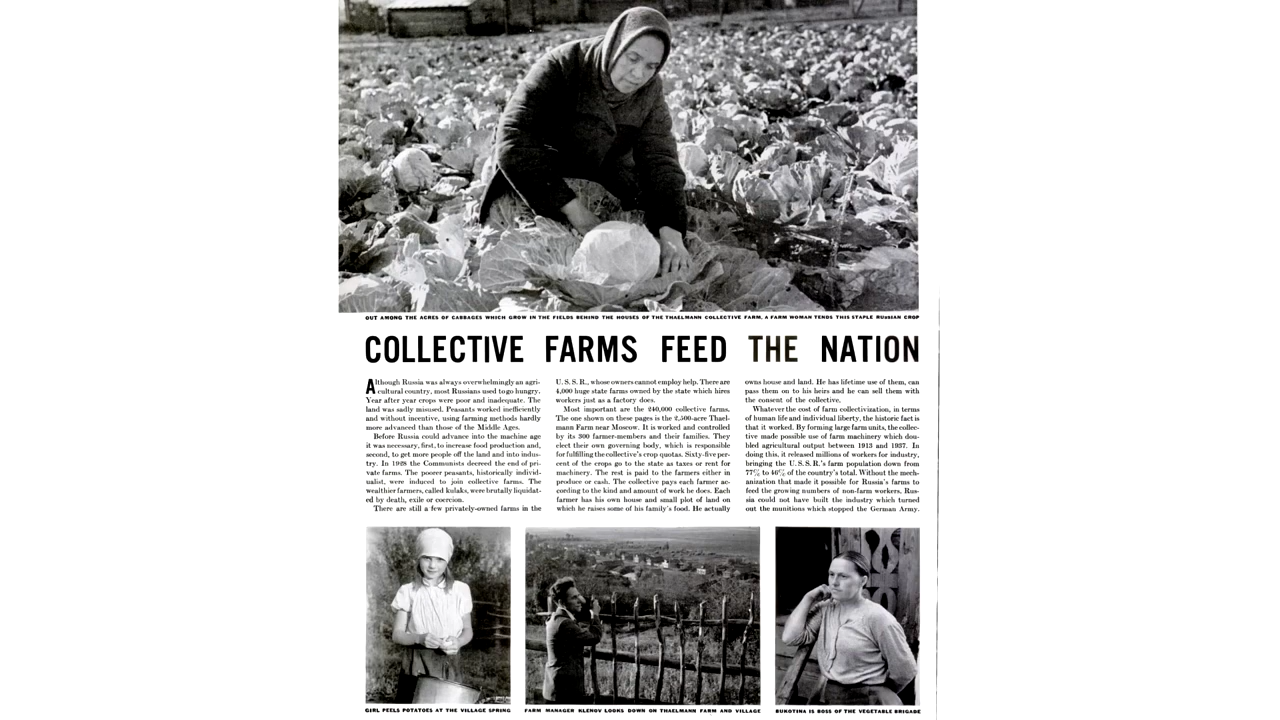 OUT AMONG THE ACRES OF CABBAGES WHICH GROW IN THE FIELDS BEHIND THE HOUSES OF THE THAELMANN COLLECTIVE FARM, A FARM WOMAN TENDS THIS STAPLE RUSSIAN CROP
COLLECTIVE FARMS FEED THE NATION
Although Russia was always overwhelmingly an agri-
cultural country, most Russians used to go hungry.
Year after year crops were poor and inadequate. The
land was sadly misused. Peasants worked inefficiently
and without incentive, using farming methods hardly
more advanced than those of the Middle Ages.
Before Russia could advance into the machine age
it was necessary, first, to increase food production and,
second, to get more people off the land and into indus-
try. In 1928 the Communists decreed the end of pri-
vate farms. The poorer peasants, historically individ-
ualist, were induced to join collective farms. The
wealthier farmers, called kulaks, were brutally liquidat-
ed by death, exile or coercion.
There are still a few privately-owned farms in the
U. S. S. R., whose owners cannot employ help. There are
4,000 huge state farms owned by the state which hires
workers just as a factory does.
Most important are the 240,000 collective farms.
The one shown on these pages is the 2,500-acre Thael-
mann Farm near Moscow. It is worked and controlled
by its 300 farmer-members and their families. They
elect their own governing body, which is responsible
for fulfilling the collective's crop quotas. Sixty-five per-
cent of the crops go to the state as taxes or rent for
machinery. The rest is paid to the farmers either in
produce or cash. The collective pays each farmer ac-
cording to the kind and amount of work he does. Each
farmer has his own house and small plot of land on
which he raises some of his family's food. He actually
owns house and land. He has lifetime use of them, can
pass them on to his heirs and he can sell them with
the consent of the collective.
Whatever the cost of farm collectivization, in terms
of human life and individual liberty, the historic fact is
that it worked. By forming large farm units, the collec-
tive made possible use of farm machinery which dou-
bled agricultural output between 1913 and 1937. In
doing this, it released millions of workers for industry,
bringing the U. S. S. R.'s farm population down from
77% to 46% of the country's total. Without the mech-
anization that made it possible for Russia's farms to
feed the growing numbers of non-farm workers, Rus-
sia could not have built the industry which turned
out the munitions which stopped the German Army.
GIRL PEELS POTATOES AT THE VILLAGE SPRING
FARM MANAGER KLENOV LOOKS DOWN ON THAELMANN FARM AND VILLAGE
BUKOTINA IS BOSS OF THE VEGETABLE BRIGADE